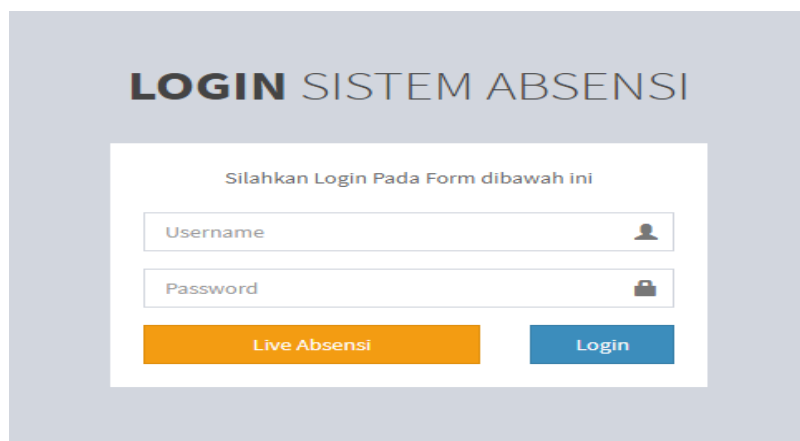 LOGIN SISTEM ABSENSI
Silahkan Login Pada Form dibawah ini
Username
Password
Live Absensi
Login